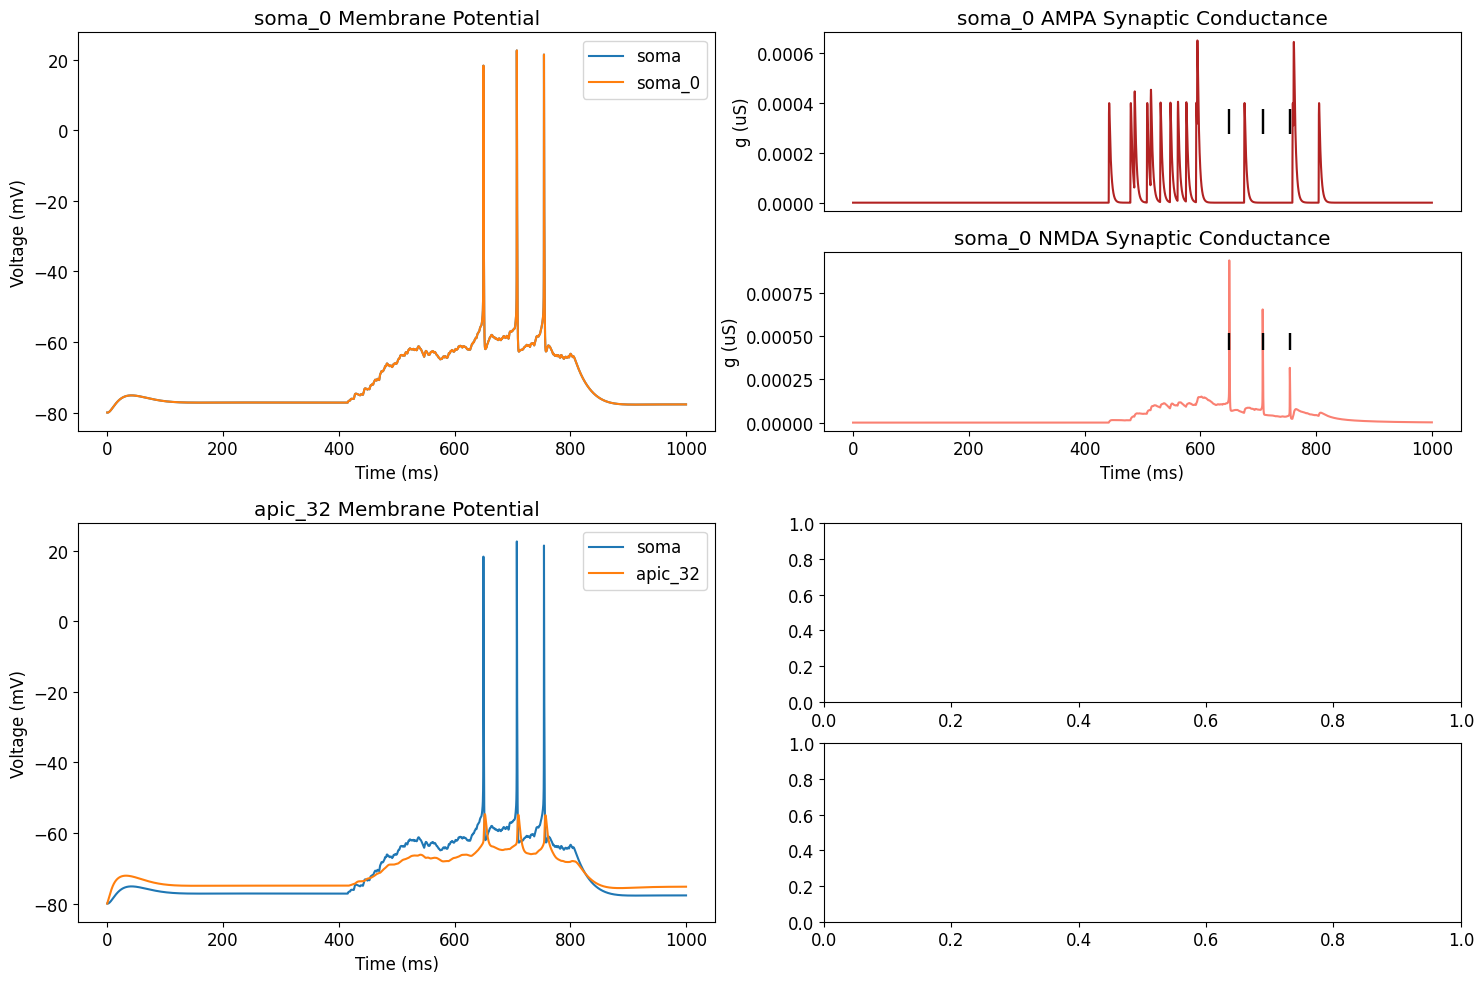 soma_0 Membrane Potential
Voltage (mV)
20
0
−20
−40
−60
−80
0 200 400 600 800 1000
Time (ms)
soma
soma_0
soma_0 AMPA Synaptic Conductance
g (uS)
0.0006
0.0004
0.0002
0.0000
soma_0 NMDA Synaptic Conductance
g (uS)
0.00075
0.00050
0.00025
0.00000
0 200 400 600 800 1000
Time (ms)
apic_32 Membrane Potential
Voltage (mV)
20
0
−20
−40
−60
−80
0 200 400 600 800 1000
Time (ms)
soma
apic_32
1.0
0.8
0.6
0.4
0.2
0.0
0.0 0.2 0.4 0.6 0.8 1.0
1.0
0.8
0.6
0.4
0.2
0.0
0.0 0.2 0.4 0.6 0.8 1.0